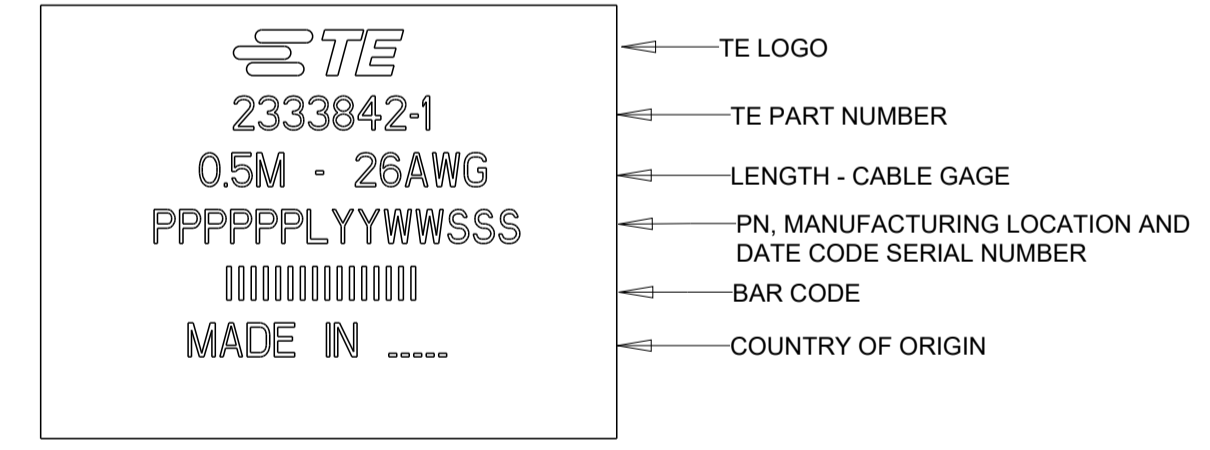 TE
TE LOGO
2333842-1
TE PART NUMBER
0.5M - 26AWG
LENGTH - CABLE GAGE
PPPPPPLYYWWSSS
PN, MANUFACTURING LOCATION AND
DATE CODE SERIAL NUMBER
BAR CODE
MADE IN _____
COUNTRY OF ORIGIN